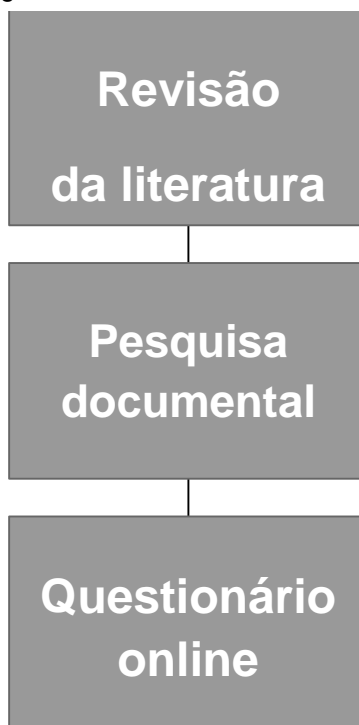 Revisão
da literatura
Pesquisa
documental
Questionário
online